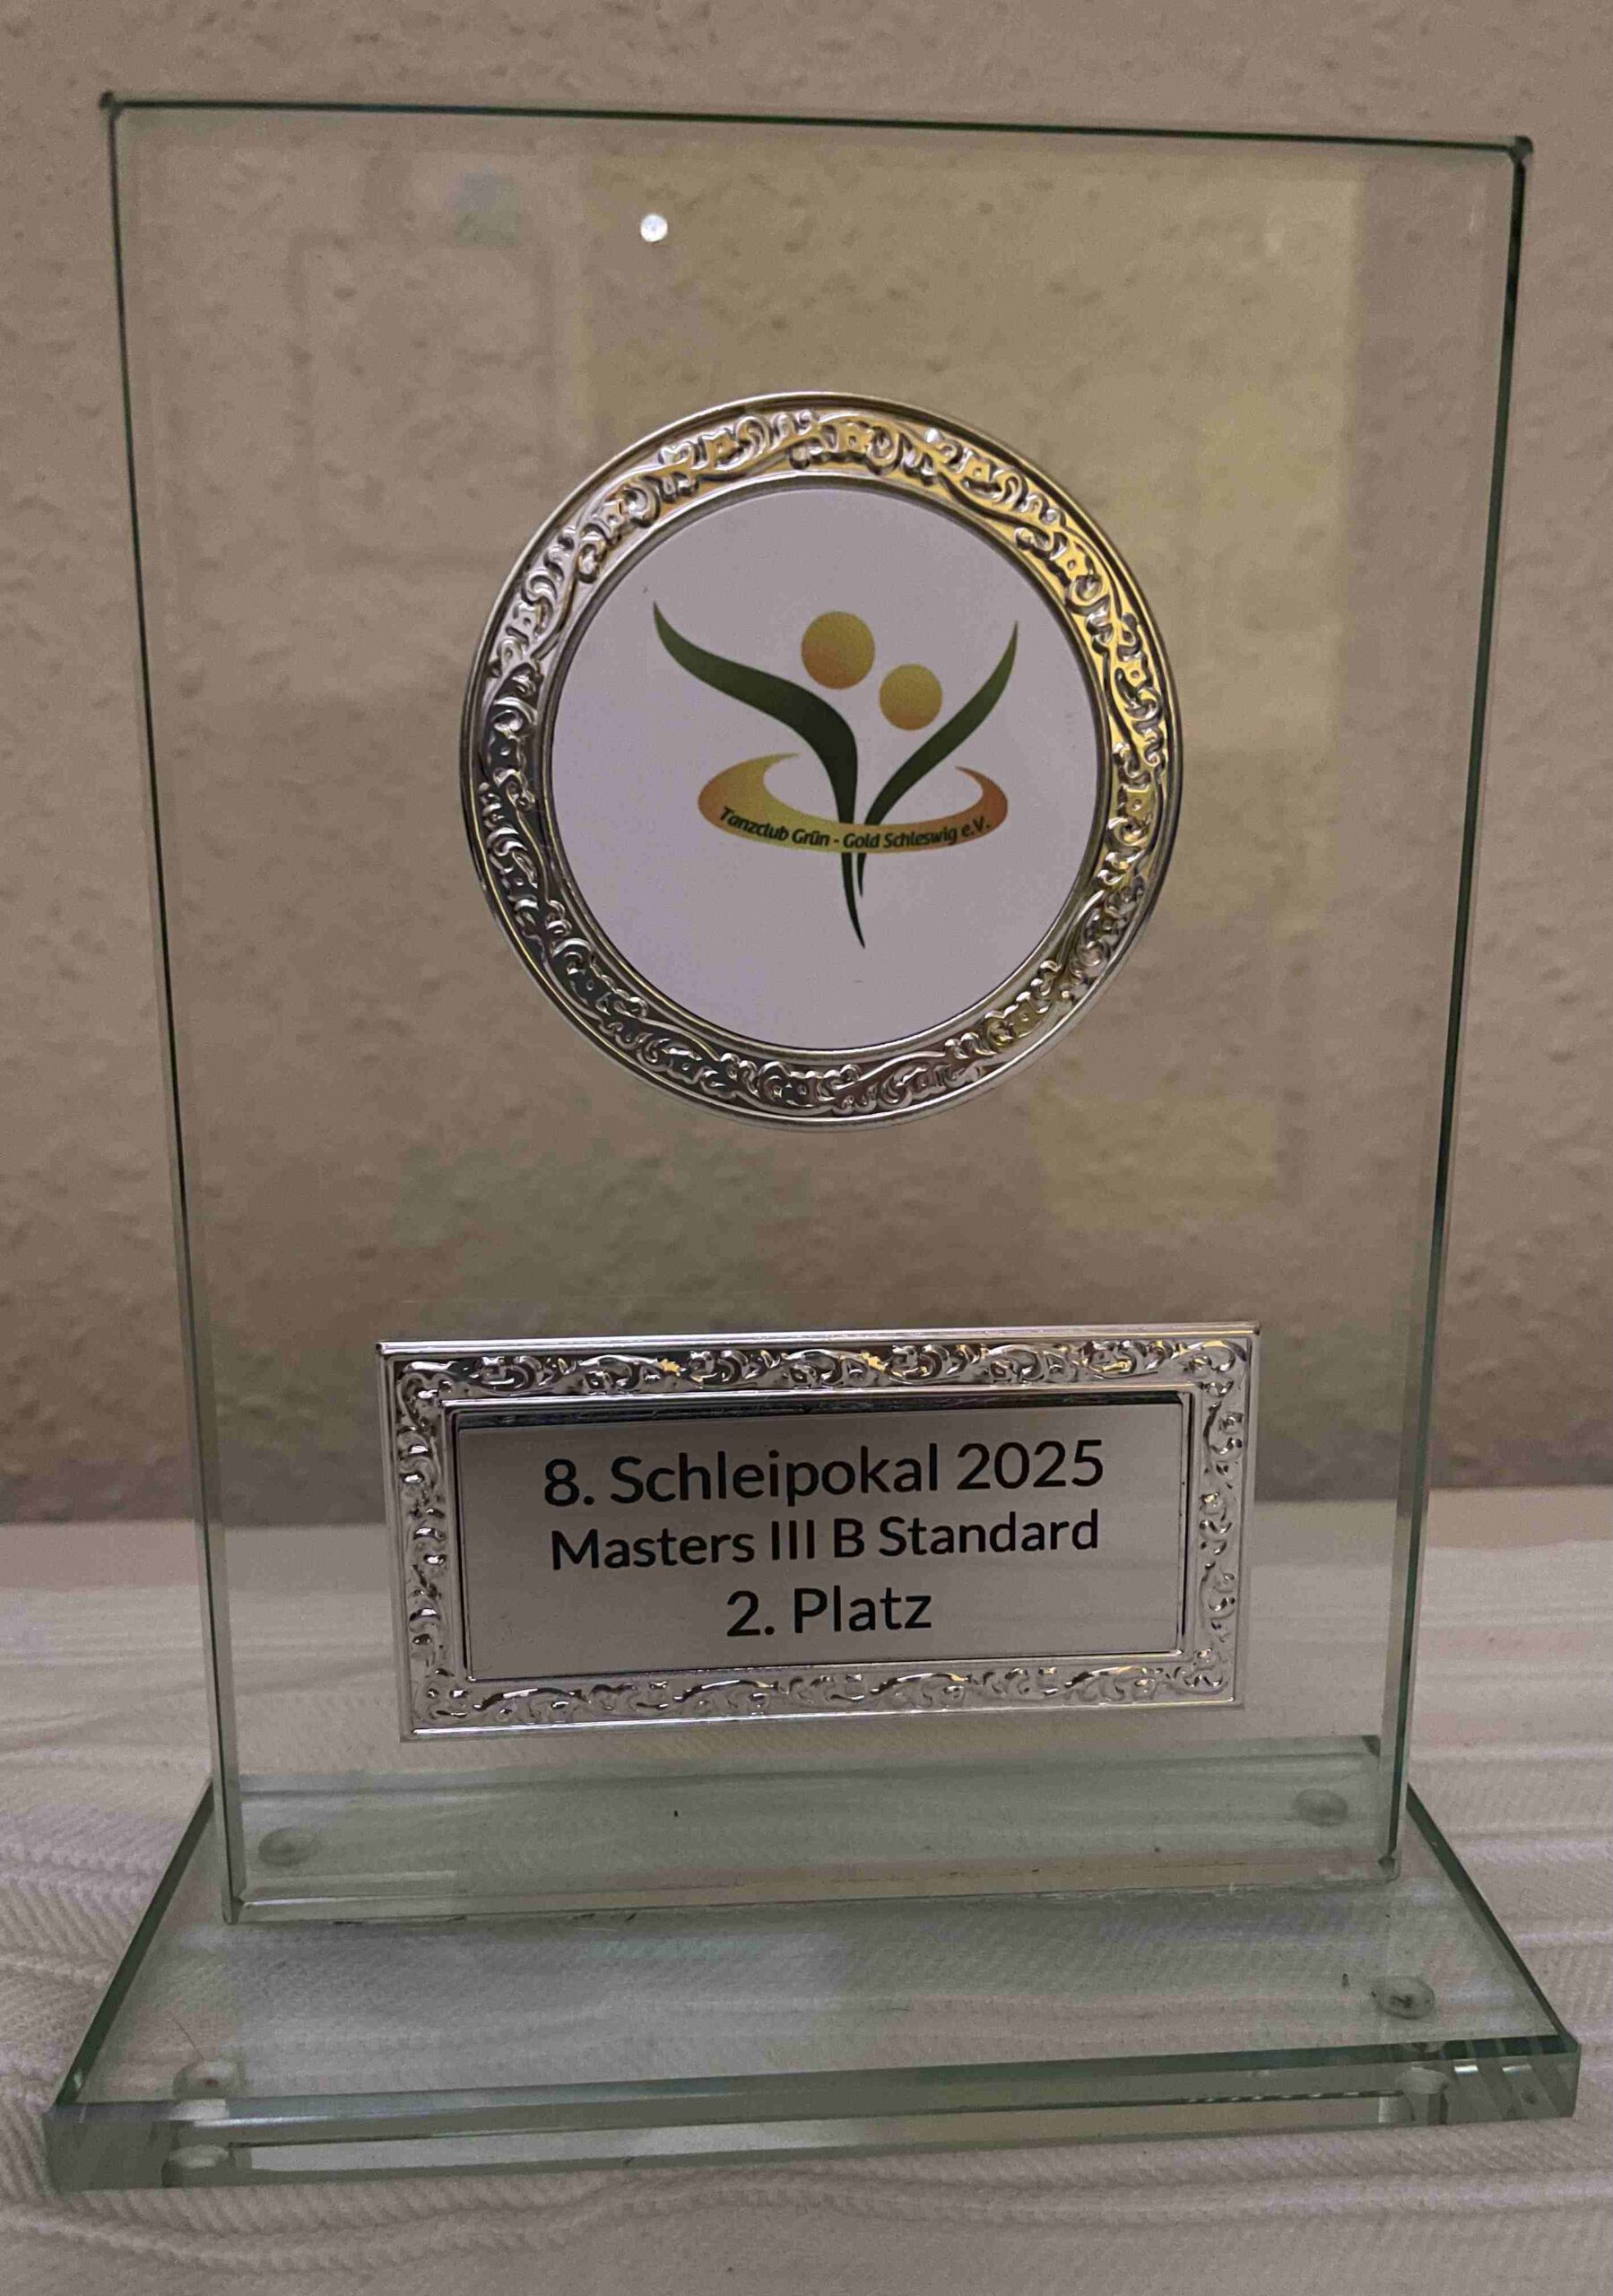 Tanzclub Grün - Gold Schleswig e.V.
8. Schleipokal 2025
Masters III B Standard
2. Platz